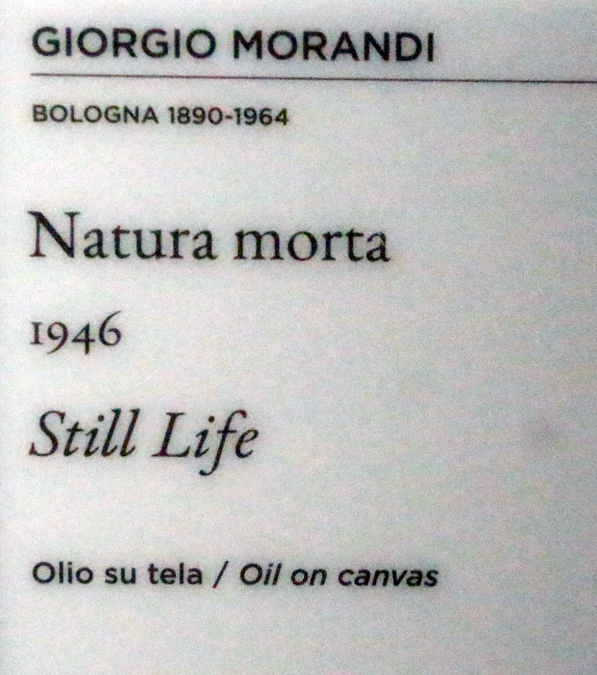 GIORGIO MORANDI
BOLOGNA 1890-1964
Natura morta
1946
Still Life
Olio su tela / Oil on canvas